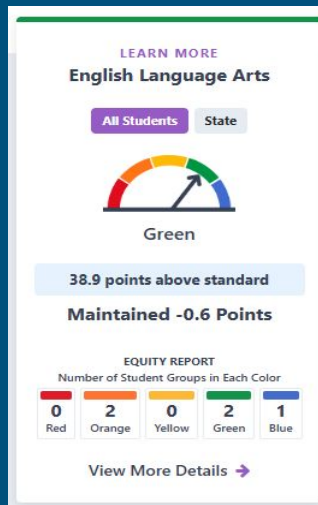 LEARN MORE
English Language Arts
All Students State
Green
38.9 points above standard
Maintained -0.6 Points
EQUITY REPORT
Number of Student Groups in Each Color
0 2 0 2 1
Red Orange Yellow Green Blue
View More Details →